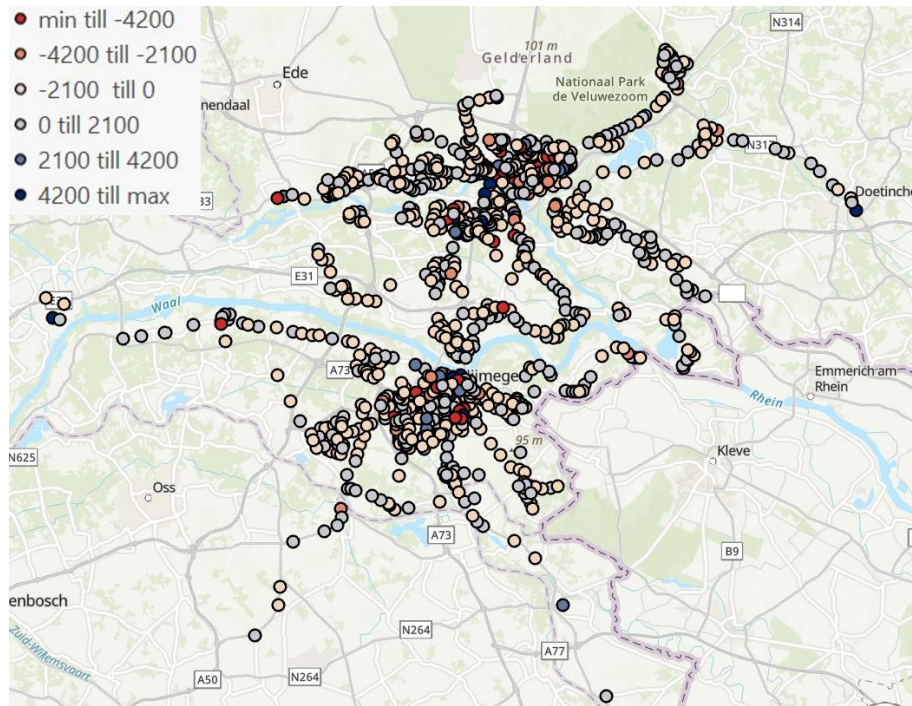 min till -4200
-4200 till -2100
-2100 till 0
0 till 2100
2100 till 4200
4200 till max
N314
101 m
Gelderland
Ede
Nationaal Park
de Veluwezoom
nendaal
N31
Doetinche
33
E31
Waal
A73
Nijmege
Emmerich am
Rhein
Rhein
95 m
N625
Kleve
Oss
A73
B9
enbosch
Zuid-Willemsvaart
N264
A77
A50
N264